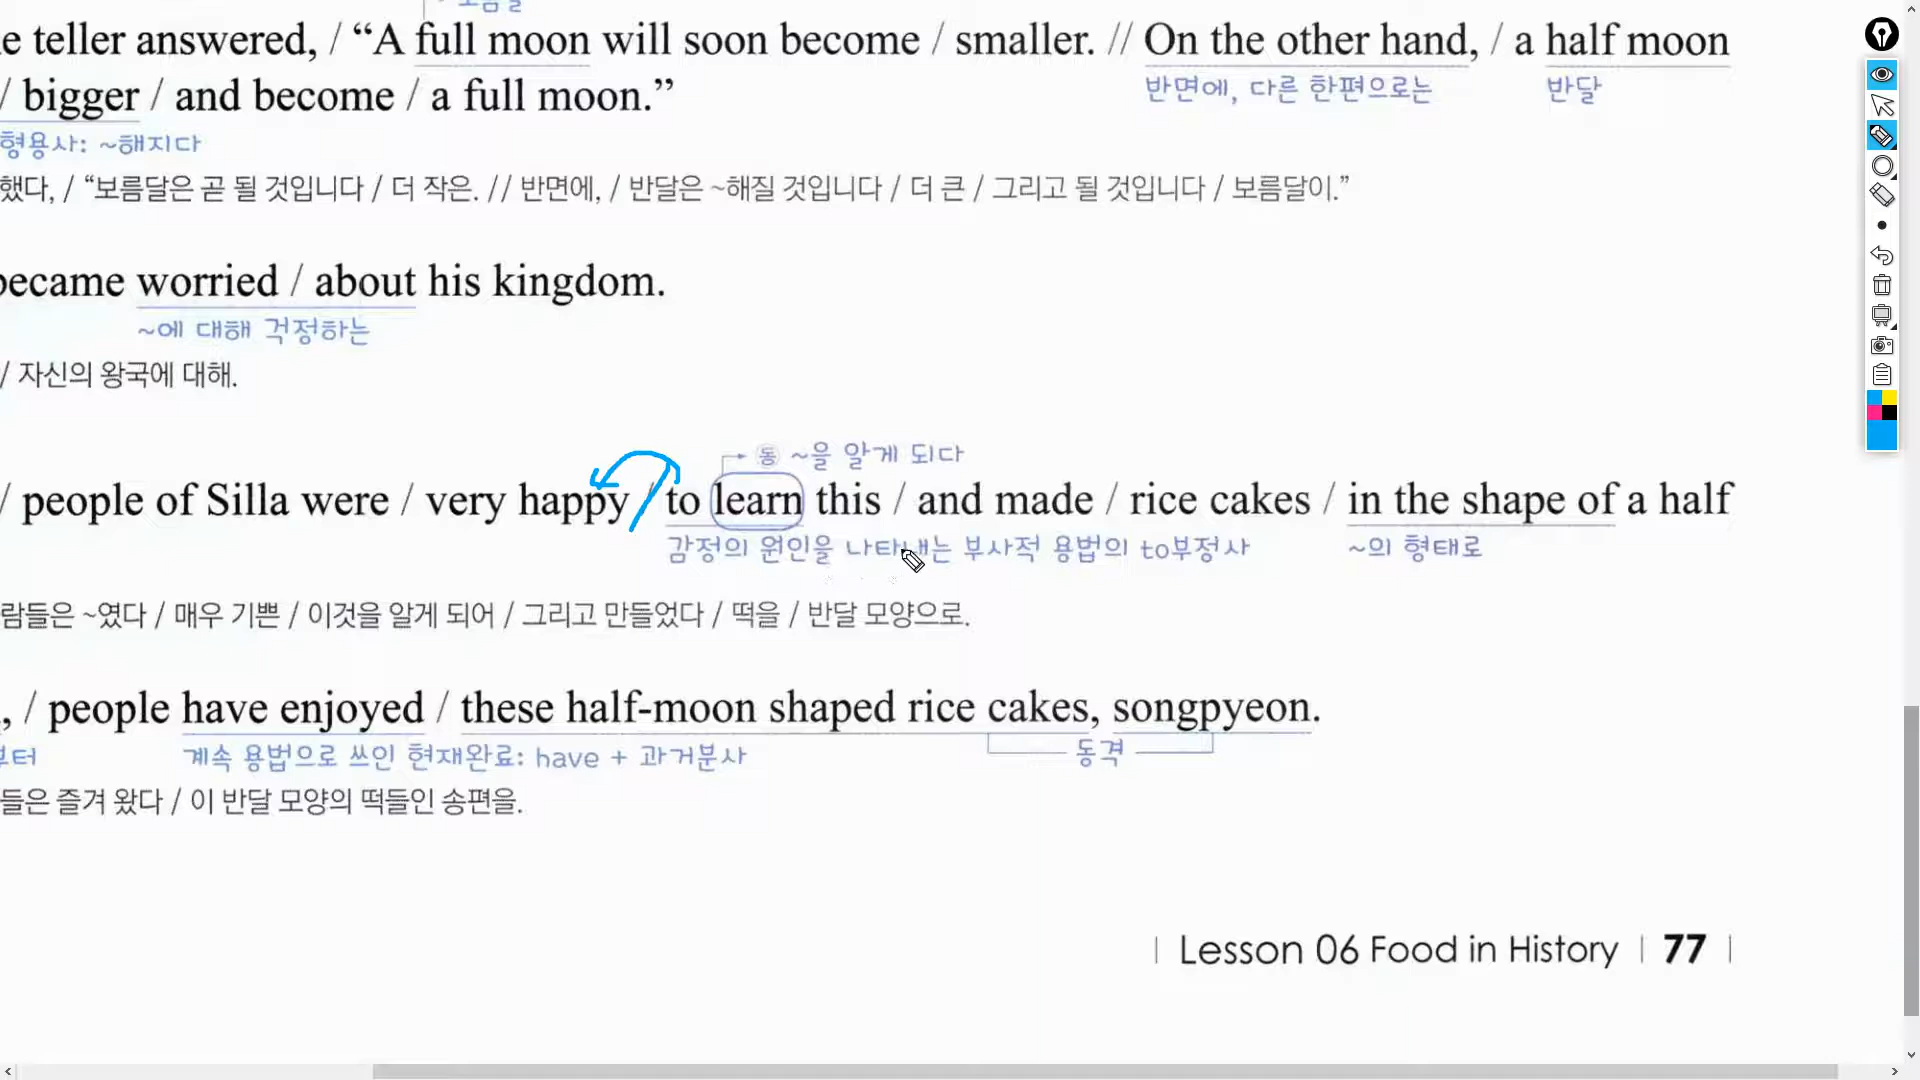 e teller answered, / “A full moon will soon become / smaller. // On the other hand, / a half moon
반면에, 다른 한편으로는 반달
/ bigger / and become / a full moon.”
형용사: ~해지다
했다, / “보름달은 곧 될 것입니다 / 더 작은. // 반면에, / 반달은 ~해질 것입니다 / 더 큰 / 그리고 될 것입니다 / 보름달이.”
became worried / about his kingdom.
~에 대해 걱정하는
/ 자신의 왕국에 대해.
동 ~을 알게 되다
/ people of Silla were / very happy / to learn this / and made / rice cakes / in the shape of a half
감정의 원인을 나타내는 부사적 용법의 to부정사 ~의 형태로
람들은 ~였다 / 매우 기쁜 / 이것을 알게 되어 / 그리고 만들었다 / 떡을 / 반달 모양으로.
, / people have enjoyed / these half-moon shaped rice cakes, songpyeon.
부터 계속 용법으로 쓰인 현재완료: have + 과거분사 동격
들은 즐겨 왔다 / 이 반달 모양의 떡들인 송편을.
| Lesson 06 Food in History | 77 |